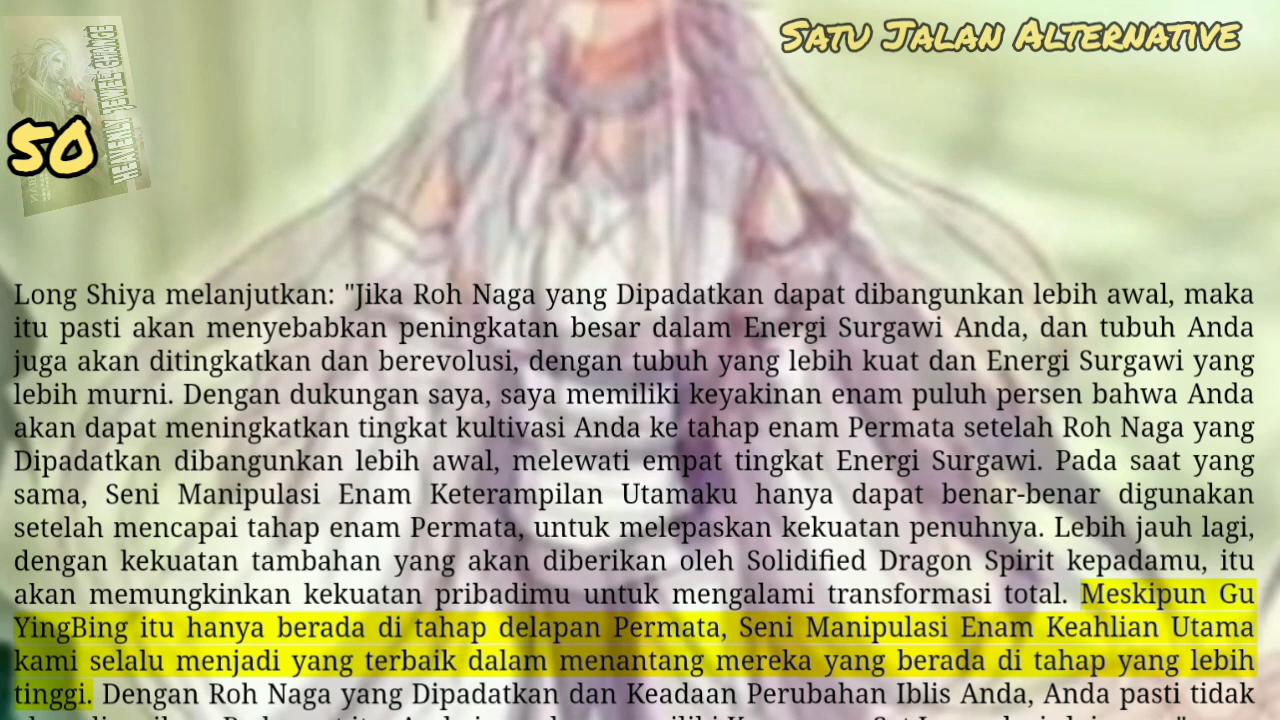 Satu Jalan Alternative
HEAVENLY JEWEL CHANGE
50
Long Shiya melanjutkan: "Jika Roh Naga yang Dipadatkan dapat dibangunkan lebih awal, maka
itu pasti akan menyebabkan peningkatan besar dalam Energi Surgawi Anda, dan tubuh Anda
juga akan ditingkatkan dan berevolusi, dengan tubuh yang lebih kuat dan Energi Surgawi yang
lebih murni. Dengan dukungan saya, saya memiliki keyakinan enam puluh persen bahwa Anda
akan dapat meningkatkan tingkat kultivasi Anda ke tahap enam Permata setelah Roh Naga yang
Dipadatkan dibangunkan lebih awal, melewati empat tingkat Energi Surgawi. Pada saat yang
sama, Seni Manipulasi Enam Keterampilan Utamaku hanya dapat benar-benar digunakan
setelah mencapai tahap enam Permata, untuk melepaskan kekuatan penuhnya. Lebih jauh lagi,
dengan kekuatan tambahan yang akan diberikan oleh Solidified Dragon Spirit kepadamu, itu
akan memungkinkan kekuatan pribadimu untuk mengalami transformasi total. Meskipun Gu
YingBing itu hanya berada di tahap delapan Permata, Seni Manipulasi Enam Keahlian Utama
kami selalu menjadi yang terbaik dalam menantang mereka yang berada di tahap yang lebih
tinggi. Dengan Roh Naga yang Dipadatkan dan Keadaan Perubahan Iblis Anda, Anda pasti tidak